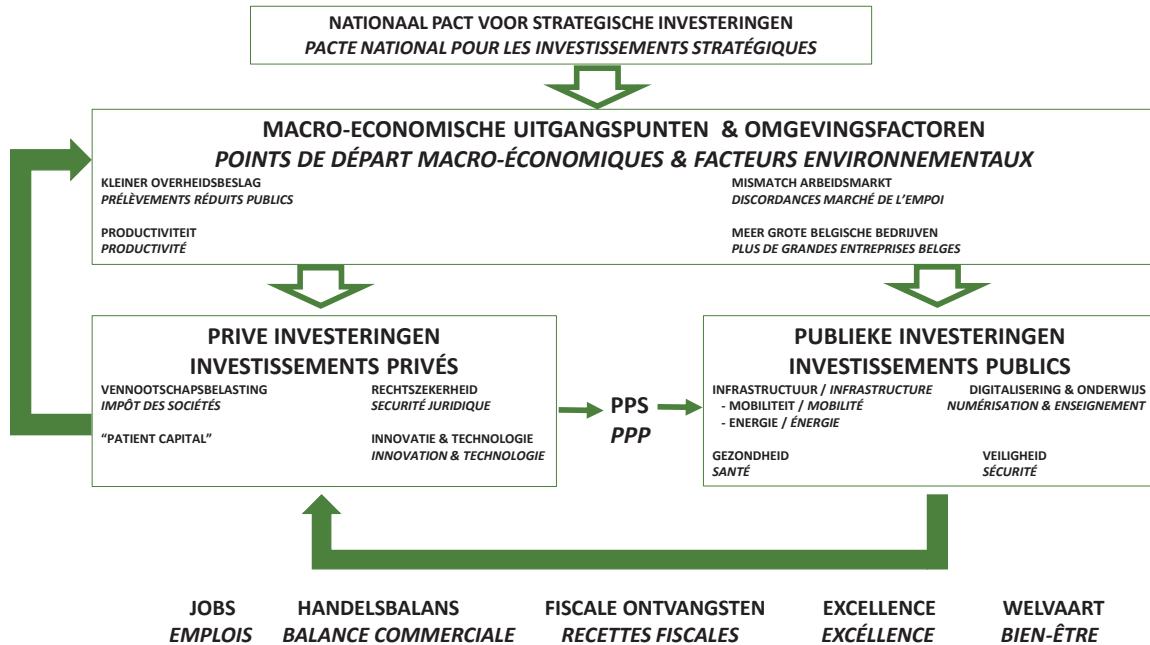 NATIONAAL PACT VOOR STRATEGISCHE INVESTERINGEN
PACTE NATIONAL POUR LES INVESTISSEMENTS STRATÉGIQUES
MACRO-ECONOMISCHE UITGANGSPUNTEN & OMGEVINGSFACTOREN
POINTS DE DÉPART MACRO-ÉCONOMIQUES & FACTEURS ENVIRONNEMENTAUX
KLEINER OVERHEIDSBESLAG
PRÉLÈVEMENTS RÉDUITS PUBLICS
PRODUCTIVITEIT
PRODUCTIVITÉ
MISMATCH ARBEIDSMARKT
DISCORDANCES MARCHÉ DE L'EMPOI
MEER GROTE BELGISCHE BEDRIJVEN
PLUS DE GRANDES ENTREPRISES BELGES
PRIVE INVESTERINGEN
INVESTISSEMENTS PRIVÉS
VENNOOTSCHAPSBELASTING
IMPÔT DES SOCIÉTÉS
"PATIENT CAPITAL"
RECHTSZEKERHEID
SECURITÉ JURIDIQUE
INNOVATIE & TECHNOLOGIE
INNOVATION & TECHNOLOGIE
PPS
PPP
PUBLIEKE INVESTERINGEN
INVESTISSEMENTS PUBLICS
INFRASTRUCTUUR / INFRASTRUCTURE
- MOBILITEIT / MOBILITÉ
- ENERGIE / ÉNERGIE
GEZONDHEID
SANTÉ
DIGITALISERING & ONDERWIJS
NUMÉRISATION & ENSEIGNEMENT
VEILIGHEID
SÉCURITÉ
JOBS
EMPLOIS
HANDELSBALANS
BALANCE COMMERCIALE
FISCALE ONTVANGSTEN
RECETTES FISCALES
EXCELLENCE
EXCÉLLENCE
WELVAART
BIEN-ÊTRE